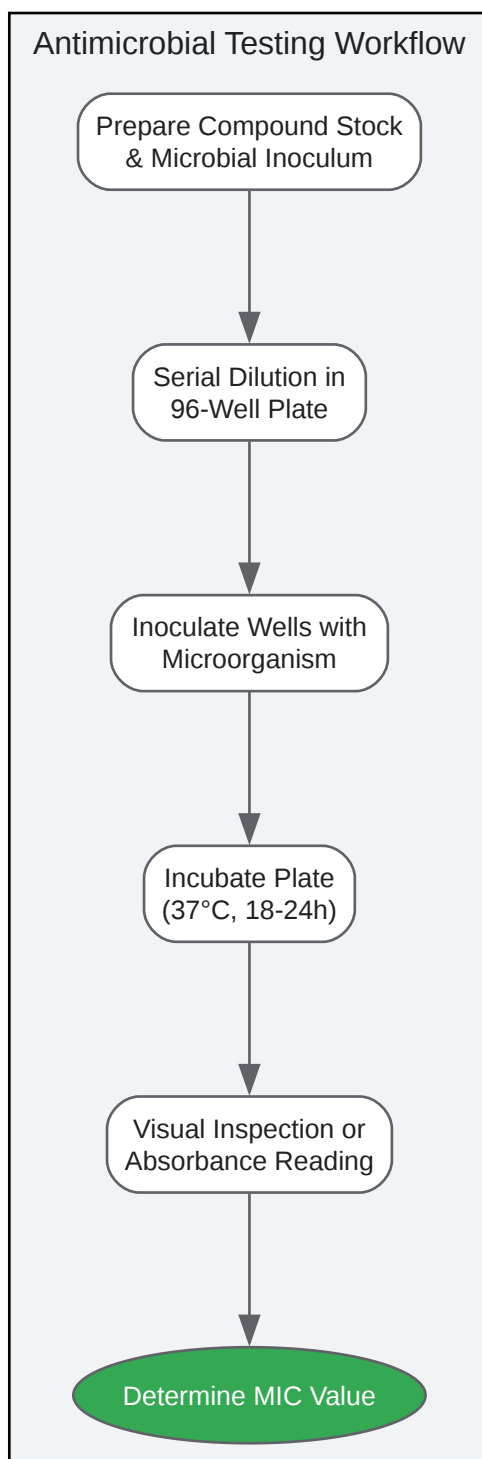 Antimicrobial Testing Workflow
Prepare Compound Stock
& Microbial Inoculum
Serial Dilution in
96-Well Plate
Inoculate Wells with
Microorganism
Incubate Plate
(37°C, 18-24h)
Visual Inspection or
Absorbance Reading
Determine MIC Value